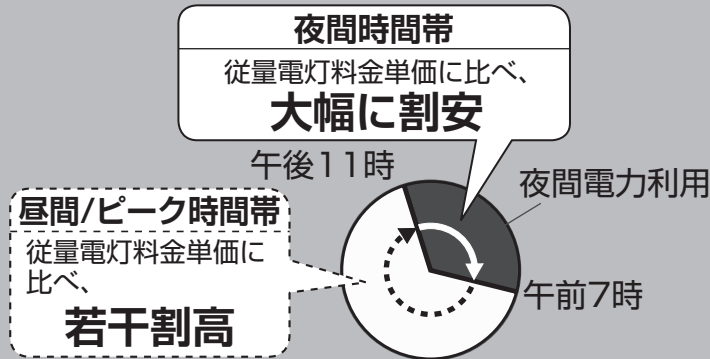 夜間時間帯
従量電灯料金単価に比べ、
大幅に割安
午後11時
夜間電力利用
昼間/ピーク時間帯
従量電灯料金単価に
比べ、
若干割高
午前7時